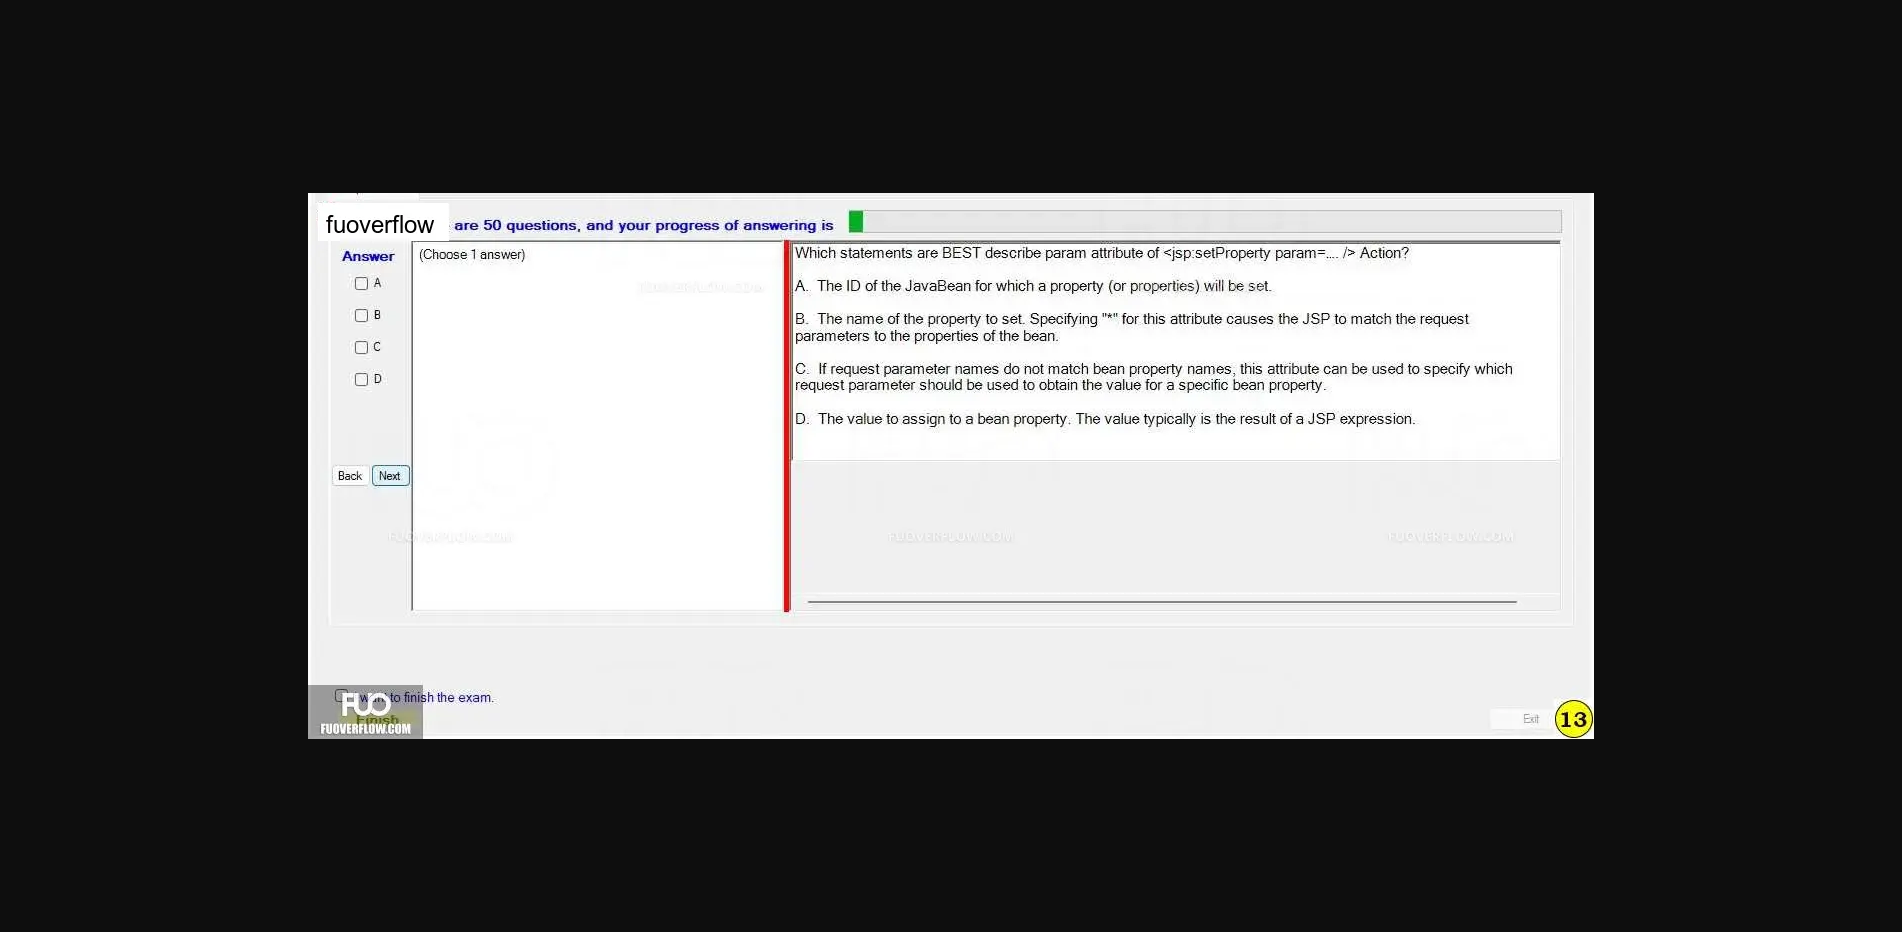 fuoverflow are 50 questions, and your progress of answering is
Answer
(Choose 1 answer)
A
B
C
D
Back Next
Which statements are BEST describe param attribute of <jsp:setProperty param=.... /> Action?
A. The ID of the JavaBean for which a property (or properties) will be set.
B. The name of the property to set. Specifying "*" for this attribute causes the JSP to match the request
parameters to the properties of the bean.
C. If request parameter names do not match bean property names, this attribute can be used to specify which
request parameter should be used to obtain the value for a specific bean property.
D. The value to assign to a bean property. The value typically is the result of a JSP expression.
FUOVERFLOW.COM
FUOVERFLOW.COM FUOVERFLOW.COM FUOVERFLOW.COM
want to finish the exam.
FUO
Finish
FUOVERFLOW.COM
Exit 13